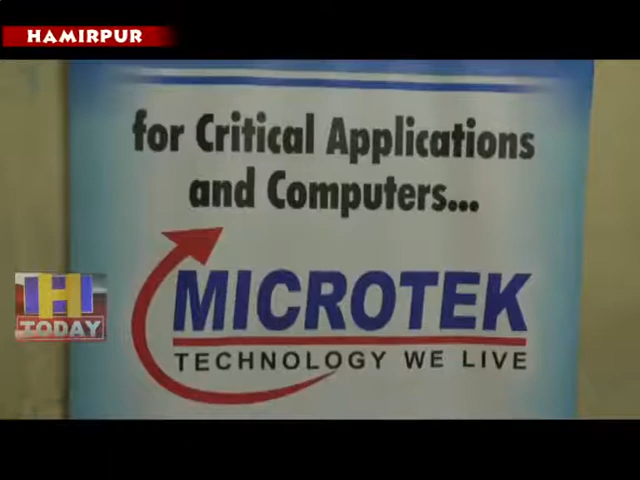 HAMIRPUR
for Critical Applications
and Computers...
MICROTEK
TECHNOLOGY WE LIVE
H
TODAY